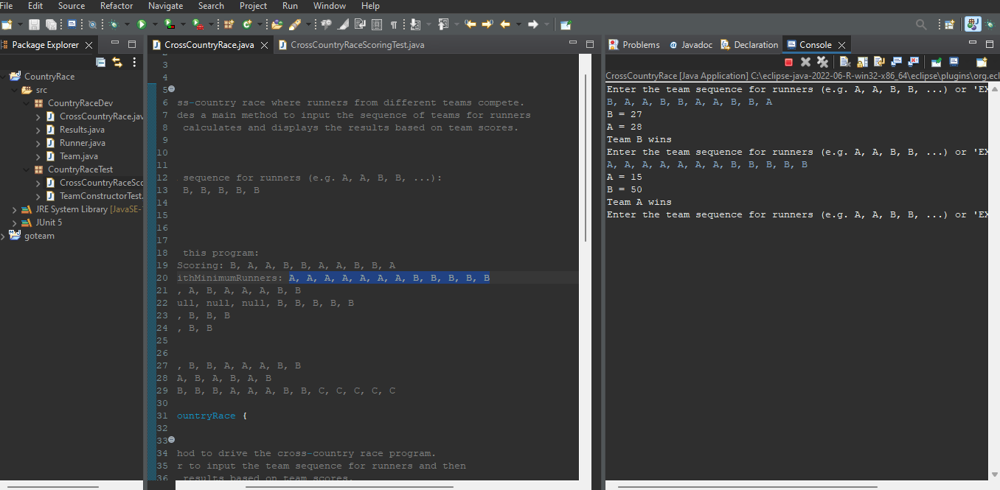 File Edit Source Refactor Navigate Search Project Run Window Help
Package Explorer
CountryRace
src
CountryRaceDev
CrossCountryRace.jav
Results.java
Runner.java
Team.java
CountryRaceTest
CrossCountryRaceSco
TeamConstructorTest.
JRE System Library [JavaSE-
JUnit 5
goteam
CrossCountryRace.java CrossCountryRaceScoringTest.java
2
3
4
5
6 ss-country race where runners from different teams compete.
7 des a main method to input the sequence of teams for runners
8 calculates and displays the results based on team scores.
9
10
11
12 sequence for runners (e.g. A, A, B, B, ...):
13 B, B, B, B, B
14
15
16
17
18 this program:
19 Scoring: B, A, A, B, B, A, A, B, B, A
20 ithMinimumRunners: A, A, A, A, A, A, A, B, B, B, B, B
21 , A, B, A, A, A, B, B
22 ull, null, null, B, B, B, B, B
23 , B, B, B
24 , B, B
25
26
27 , B, B, A, A, A, B, B
28 A, B, A, B, A, B
29 B, B, B, A, A, A, B, B, C, C, C, C, C
30
31 ountryRace {
32
33
34 hod to drive the cross-country race program.
35 r to input the team sequence for runners and then
36 results based on team scores.
Problems Javadoc Declaration Console
CrossCountryRace [Java Application] C:\eclipse-java-2022-06-R-win32-x86_64\eclipse\plugins\org.ecl
Enter the team sequence for runners (e.g. A, A, B, B, ...) or 'EX
B, A, A, B, B, A, A, B, B, A
B = 27
A = 28
Team B wins
Enter the team sequence for runners (e.g. A, A, B, B, ...) or 'EX
A, A, A, A, A, A, A, B, B, B, B, B
A = 15
B = 50
Team A wins
Enter the team sequence for runners (e.g. A, A, B, B, ...) or 'EX